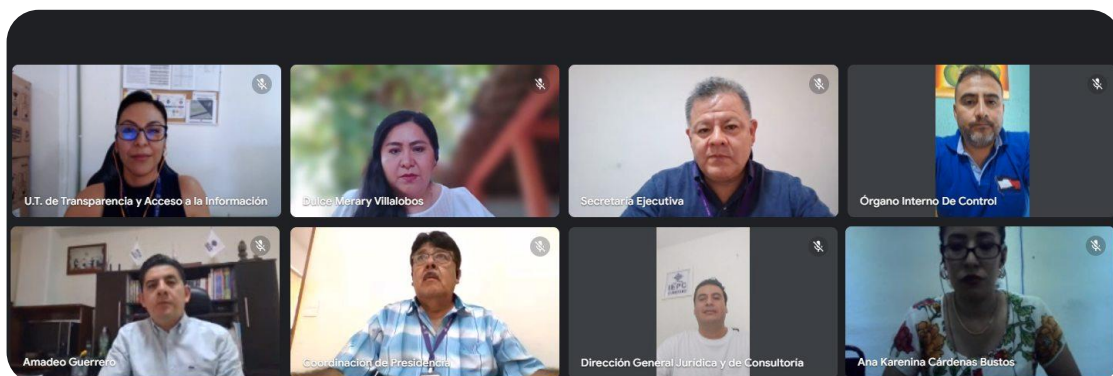 U.T. de Transparencia y Acceso a la Información
Dulce Merary Villalobos
Secretaría Ejecutiva
Órgano Interno De Control
Amadeo Guerrero
Coordinación de Presidencia
IEPC
Dirección General Jurídica y de Consultoría
Ana Karenina Cárdenas Bustos